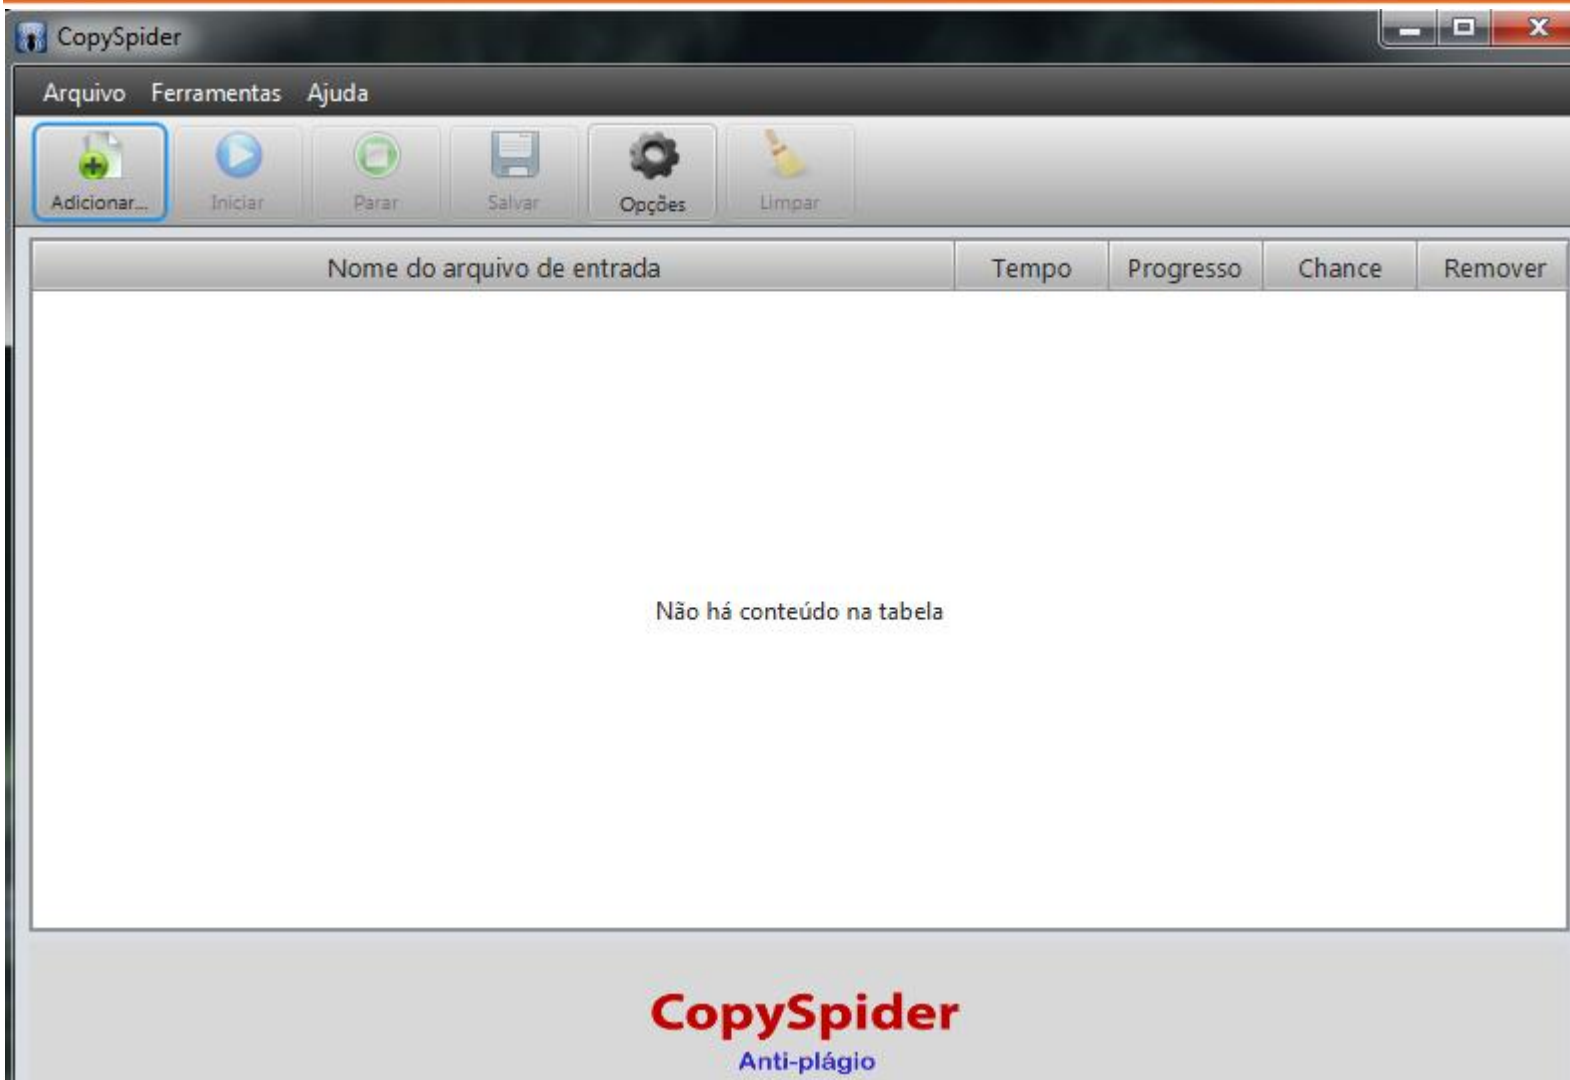 CopySpider
Arquivo Ferramentas Ajuda
Adicionar... Iniciar Parar Salvar Opções Limpar
Nome do arquivo de entrada Tempo Progresso Chance Remover
Não há conteúdo na tabela
CopySpider
Anti-plágio